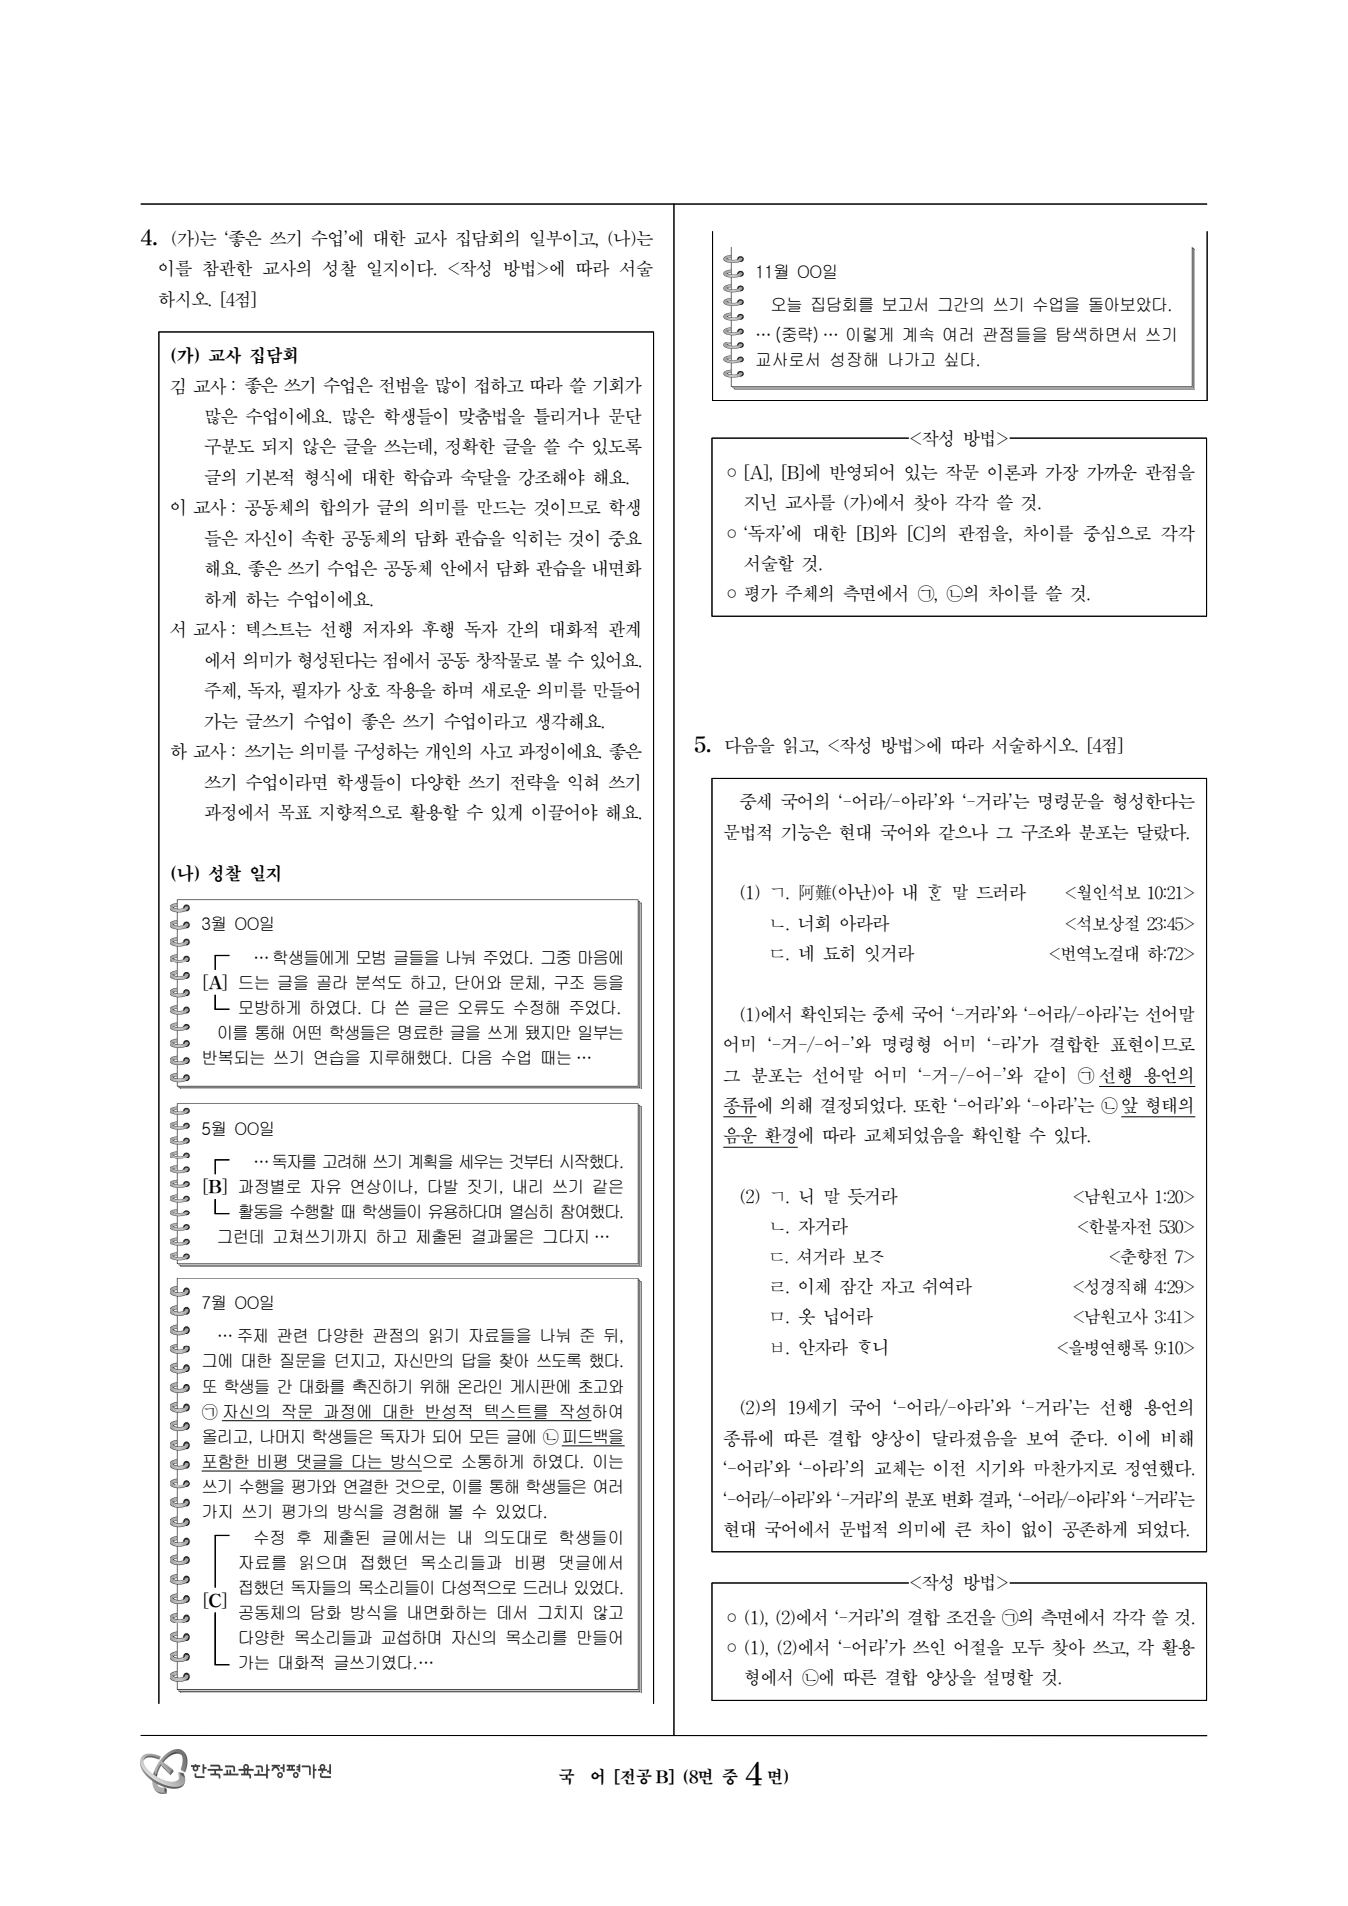 4. (가)는 ‘좋은 쓰기 수업’에 대한 교사 집담회의 일부이고, (나)는
이를 참관한 교사의 성찰 일지이다. <작성 방법>에 따라 서술
하시오. [4점]
(가) 교사 집담회
김 교사 : 좋은 쓰기 수업은 전범을 많이 접하고 따라 쓸 기회가
많은 수업이에요. 많은 학생들이 맞춤법을 틀리거나 문단
구분도 되지 않은 글을 쓰는데, 정확한 글을 쓸 수 있도록
글의 기본적 형식에 대한 학습과 숙달을 강조해야 해요.
이 교사 : 공동체의 합의가 글의 의미를 만드는 것이므로 학생
들은 자신이 속한 공동체의 담화 관습을 익히는 것이 중요
해요. 좋은 쓰기 수업은 공동체 안에서 담화 관습을 내면화
하게 하는 수업이에요.
서 교사 : 텍스트는 선행 저자와 후행 독자 간의 대화적 관계
에서 의미가 형성된다는 점에서 공동 창작물로 볼 수 있어요.
주제, 독자, 필자가 상호 작용을 하며 새로운 의미를 만들어
가는 글쓰기 수업이 좋은 쓰기 수업이라고 생각해요.
하 교사 : 쓰기는 의미를 구성하는 개인의 사고 과정이에요. 좋은
쓰기 수업이라면 학생들이 다양한 쓰기 전략을 익혀 쓰기
과정에서 목표 지향적으로 활용할 수 있게 이끌어야 해요.
(나) 성찰 일지
3월 OO일
… 학생들에게 모범 글들을 나눠 주었다. 그중 마음에
[A] 드는 글을 골라 분석도 하고, 단어와 문체, 구조 등을
모방하게 하였다. 다 쓴 글은 오류도 수정해 주었다.
이를 통해 어떤 학생들은 명료한 글을 쓰게 됐지만 일부는
반복되는 쓰기 연습을 지루해했다. 다음 수업 때는 …
5월 OO일
… 독자를 고려해 쓰기 계획을 세우는 것부터 시작했다.
[B] 과정별로 자유 연상이나, 다발 짓기, 내리 쓰기 같은
활동을 수행할 때 학생들이 유용하다며 열심히 참여했다.
그런데 고쳐쓰기까지 하고 제출된 결과물은 그다지 …
7월 OO일
… 주제 관련 다양한 관점의 읽기 자료들을 나눠 준 뒤,
그에 대한 질문을 던지고, 자신만의 답을 찾아 쓰도록 했다.
또 학생들 간 대화를 촉진하기 위해 온라인 게시판에 초고와
㉠ 자신의 작문 과정에 대한 반성적 텍스트를 작성하여
올리고, 나머지 학생들은 독자가 되어 모든 글에 ㉡ 피드백을
포함한 비평 댓글을 다는 방식으로 소통하게 하였다. 이는
쓰기 수행을 평가와 연결한 것으로, 이를 통해 학생들은 여러
가지 쓰기 평가의 방식을 경험해 볼 수 있었다.
수정 후 제출된 글에서는 내 의도대로 학생들이
자료를 읽으며 접했던 목소리들과 비평 댓글에서
접했던 독자들의 목소리들이 다성적으로 드러나 있었다.
[C] 공동체의 담화 방식을 내면화하는 데서 그치지 않고
다양한 목소리들과 교섭하며 자신의 목소리를 만들어
가는 대화적 글쓰기였다.…
11월 OO일
오늘 집담회를 보고서 그간의 쓰기 수업을 돌아보았다.
… (중략) … 이렇게 계속 여러 관점들을 탐색하면서 쓰기
교사로서 성장해 나가고 싶다.
<작성 방법>
○ [A], [B]에 반영되어 있는 작문 이론과 가장 가까운 관점을
지닌 교사를 (가)에서 찾아 각각 쓸 것.
○ ‘독자’에 대한 [B]와 [C]의 관점을, 차이를 중심으로 각각
서술할 것.
○ 평가 주체의 측면에서 ㉠, ㉡의 차이를 쓸 것.
5. 다음을 읽고, <작성 방법>에 따라 서술하시오. [4점]
중세 국어의 ‘-어라/-아라’와 ‘-거라’는 명령문을 형성한다는
문법적 기능은 현대 국어와 같으나 그 구조와 분포는 달랐다.
(1) ㄱ. 阿難(아난)아 내 ᄒᆞᆫ 말 드러라 <월인석보 10:21>
ㄴ. 너희 아라라 <석보상절 23:45>
ㄷ. 네 됴히 잇거라 <번역노걸대 하:72>
(1)에서 확인되는 중세 국어 ‘-거라’와 ‘-어라/-아라’는 선어말
어미 ‘-거-/-어-’와 명령형 어미 ‘-라’가 결합한 표현이므로
그 분포는 선어말 어미 ‘-거-/-어-’와 같이 ㉠ 선행 용언의
종류에 의해 결정되었다. 또한 ‘-어라’와 ‘-아라’는 ㉡ 앞 형태의
음운 환경에 따라 교체되었음을 확인할 수 있다.
(2) ㄱ. ᄂᆡ 말 듯거라 <남원고사 1:20>
ㄴ. 자거라 <한불자전 530>
ㄷ. 셔거라 보ᄌᆞ <춘향전 7>
ㄹ. 이제 잠간 자고 쉬여라 <성경직해 4:29>
ㅁ. 옷 닙어라 <남원고사 3:41>
ㅂ. 안자라 ᄒᆞ니 <을병연행록 9:10>
(2)의 19세기 국어 ‘-어라/-아라’와 ‘-거라’는 선행 용언의
종류에 따른 결합 양상이 달라졌음을 보여 준다. 이에 비해
‘-어라’와 ‘-아라’의 교체는 이전 시기와 마찬가지로 정연했다.
‘-어라/-아라’와 ‘-거라’의 분포 변화 결과, ‘-어라/-아라’와 ‘-거라’는
현대 국어에서 문법적 의미에 큰 차이 없이 공존하게 되었다.
<작성 방법>
○ (1), (2)에서 ‘-거라’의 결합 조건을 ㉠의 측면에서 각각 쓸 것.
○ (1), (2)에서 ‘-어라’가 쓰인 어절을 모두 찾아 쓰고, 각 활용
형에서 ㉡에 따른 결합 양상을 설명할 것.
한국교육과정평가원
국 어 [전공 B] (8면 중 4 면)